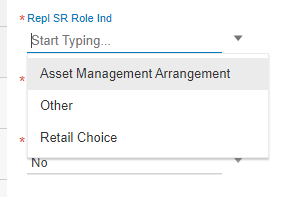 * Repl SR Role Ind
Start Typing...
Asset Management Arrangement
*
Other
Retail Choice
*
No